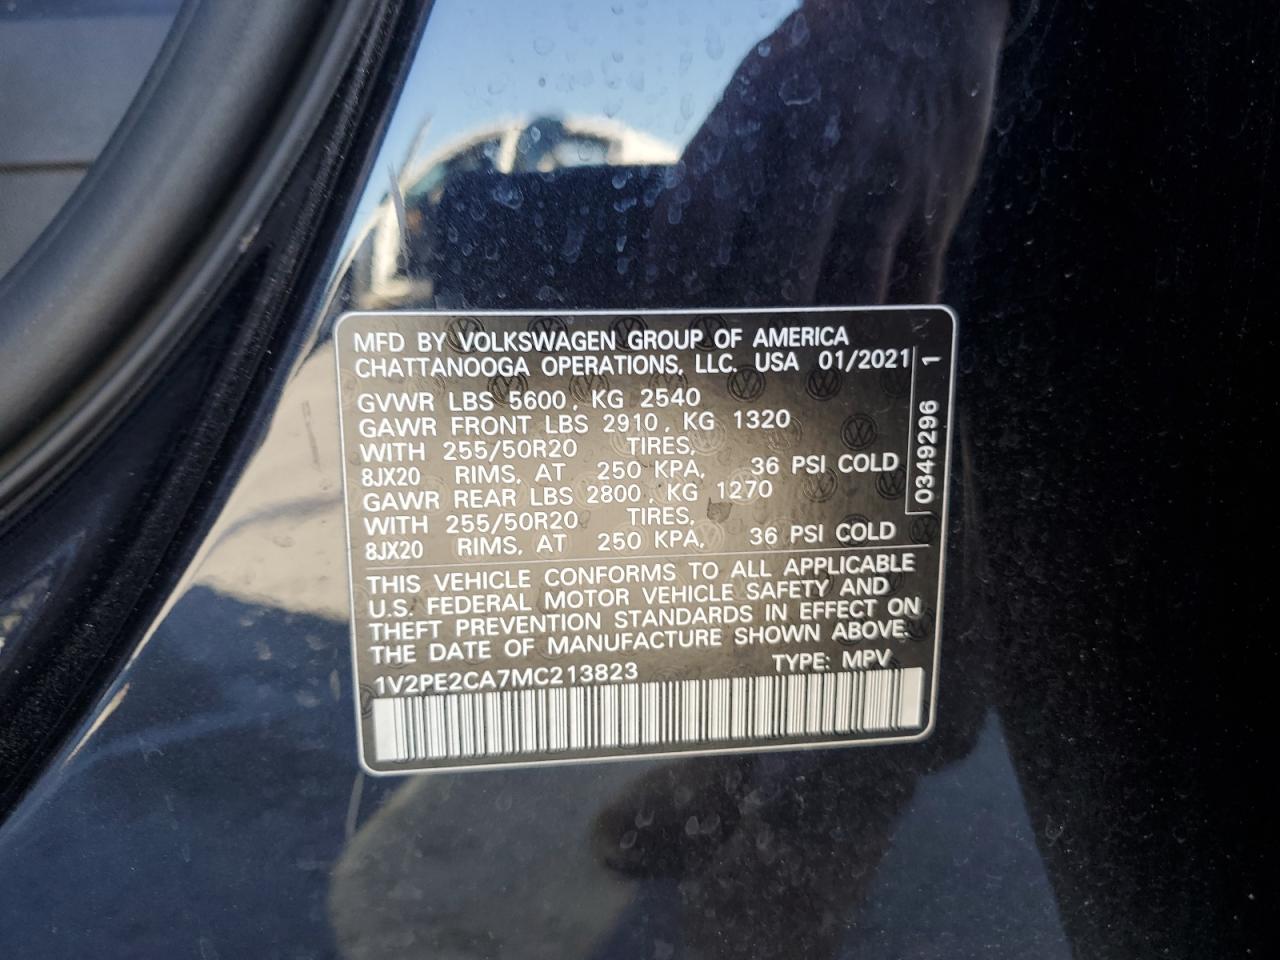 MFD BY VOLKSWAGEN GROUP OF AMERICA
CHATTANOOGA OPERATIONS, LLC. USA 01/2021
GVWR LBS 5600, KG 2540
GAWR FRONT LBS 2910, KG 1320
WITH 255/50R20 TIRES,
8JX20 RIMS, AT 250 KPA, 36 PSI COLD
GAWR REAR LBS 2800, KG 1270
WITH 255/50R20 TIRES,
8JX20 RIMS, AT 250 KPA, 36 PSI COLD
0349296 1
THIS VEHICLE CONFORMS TO ALL APPLICABLE
U.S. FEDERAL MOTOR VEHICLE SAFETY AND
THEFT PREVENTION STANDARDS IN EFFECT ON
THE DATE OF MANUFACTURE SHOWN ABOVE.
1V2PE2CA7MC213823 TYPE: MPV